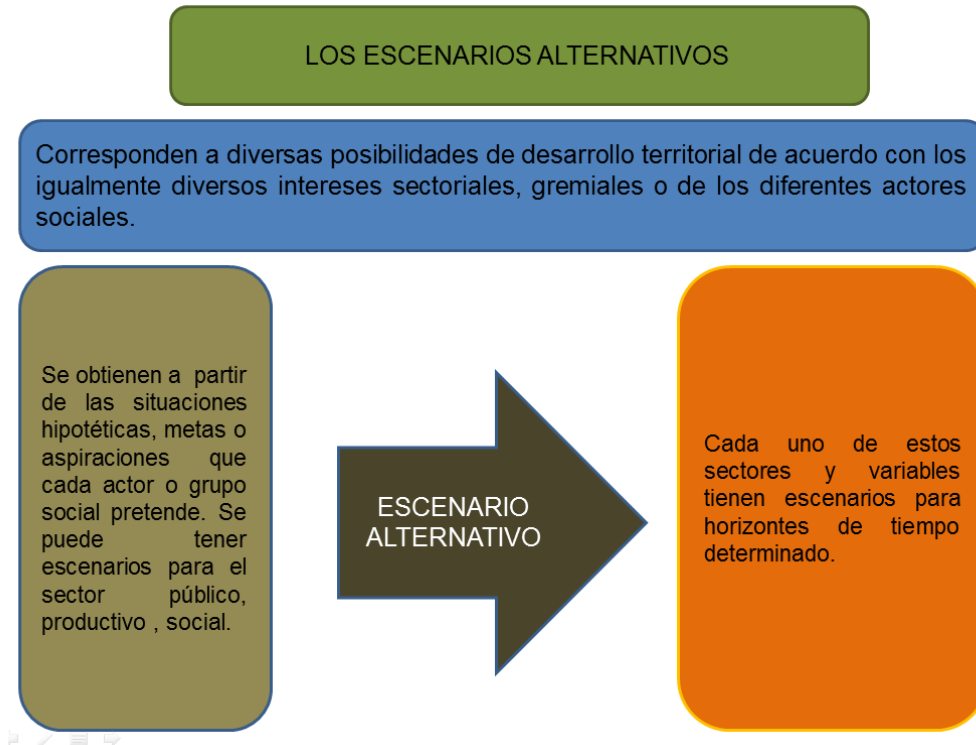 LOS ESCENARIOS ALTERNATIVOS
Corresponden a diversas posibilidades de desarrollo territorial de acuerdo con los
igualmente diversos intereses sectoriales, gremiales o de los diferentes actores
sociales.
Se obtienen a partir
de las situaciones
hipotéticas, metas o
aspiraciones que
cada actor o grupo
social pretende. Se
puede tener
escenarios para el
sector público,
productivo , social.
ESCENARIO
ALTERNATIVO
Cada uno de estos
sectores y variables
tienen escenarios para
horizontes de tiempo
determinado.